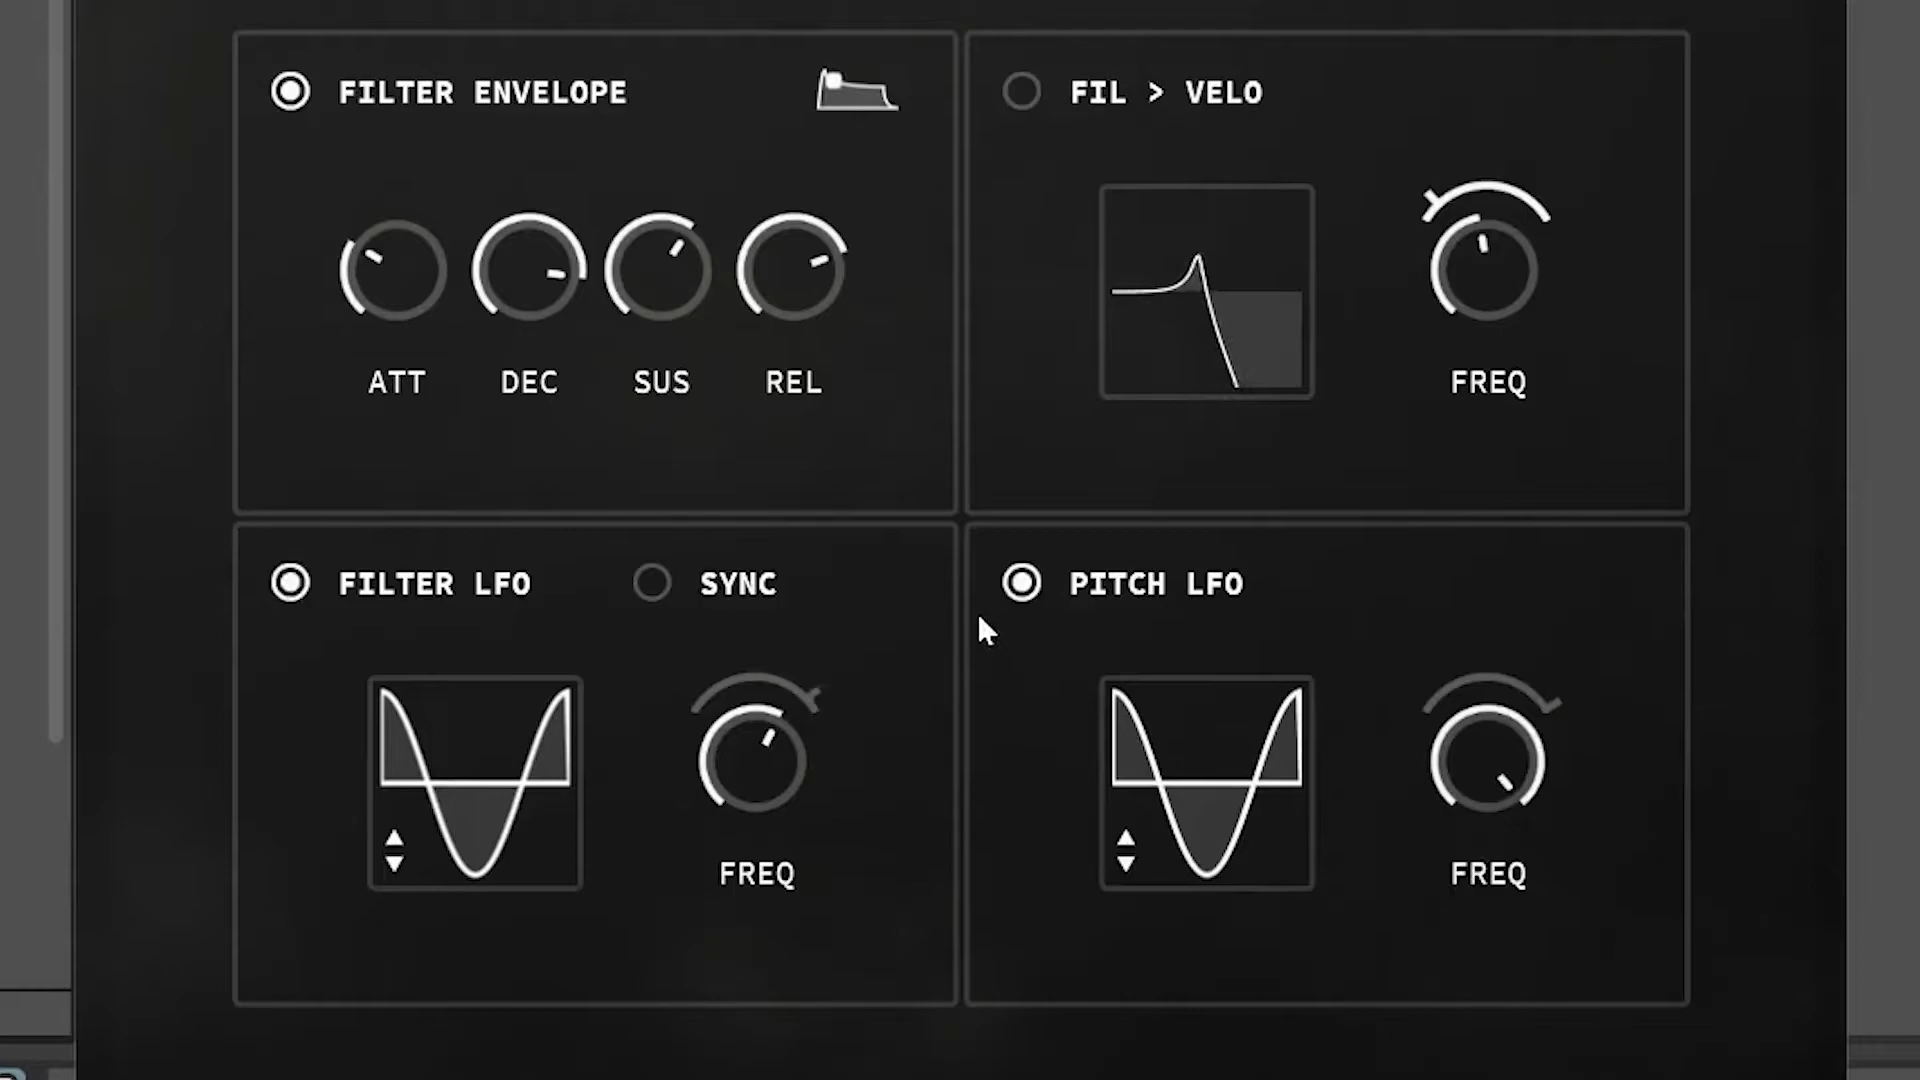 FILTER ENVELOPE
ATT DEC SUS REL
FIL > VELO
FREQ
FILTER LFO SYNC
FREQ
PITCH LFO
FREQ